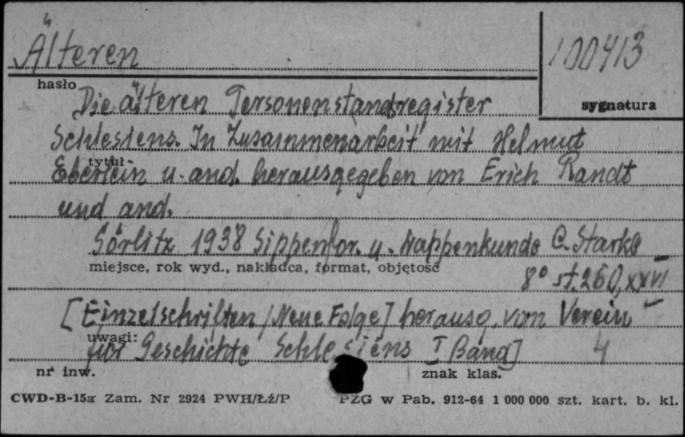 Älteren
100413
hasło
sygnatura
Die älteren Personenstandsregister
Schlesiens. In Zusammenarbeit mit Helmut
tytuł
Eberlein u. and. herausgegeben von Erich Randt
und and.
Görlitz 1938 Sippenfor. u. Wappenkunde C. Starke
miejsce, rok wyd., nakładca, format, objętość
8° st. 260, XXVI
[Einzelschriften /Neue Folge] herausg. vom Verein
uwagi:
für Geschichte Schlesiens I Band] 4
nr inw.
znak klas.
CWD-B-15a Zam. Nr 2924 PWH/Łź/P
PZG w Pab. 912-64 1 000 000 szt. kart. b. kl.